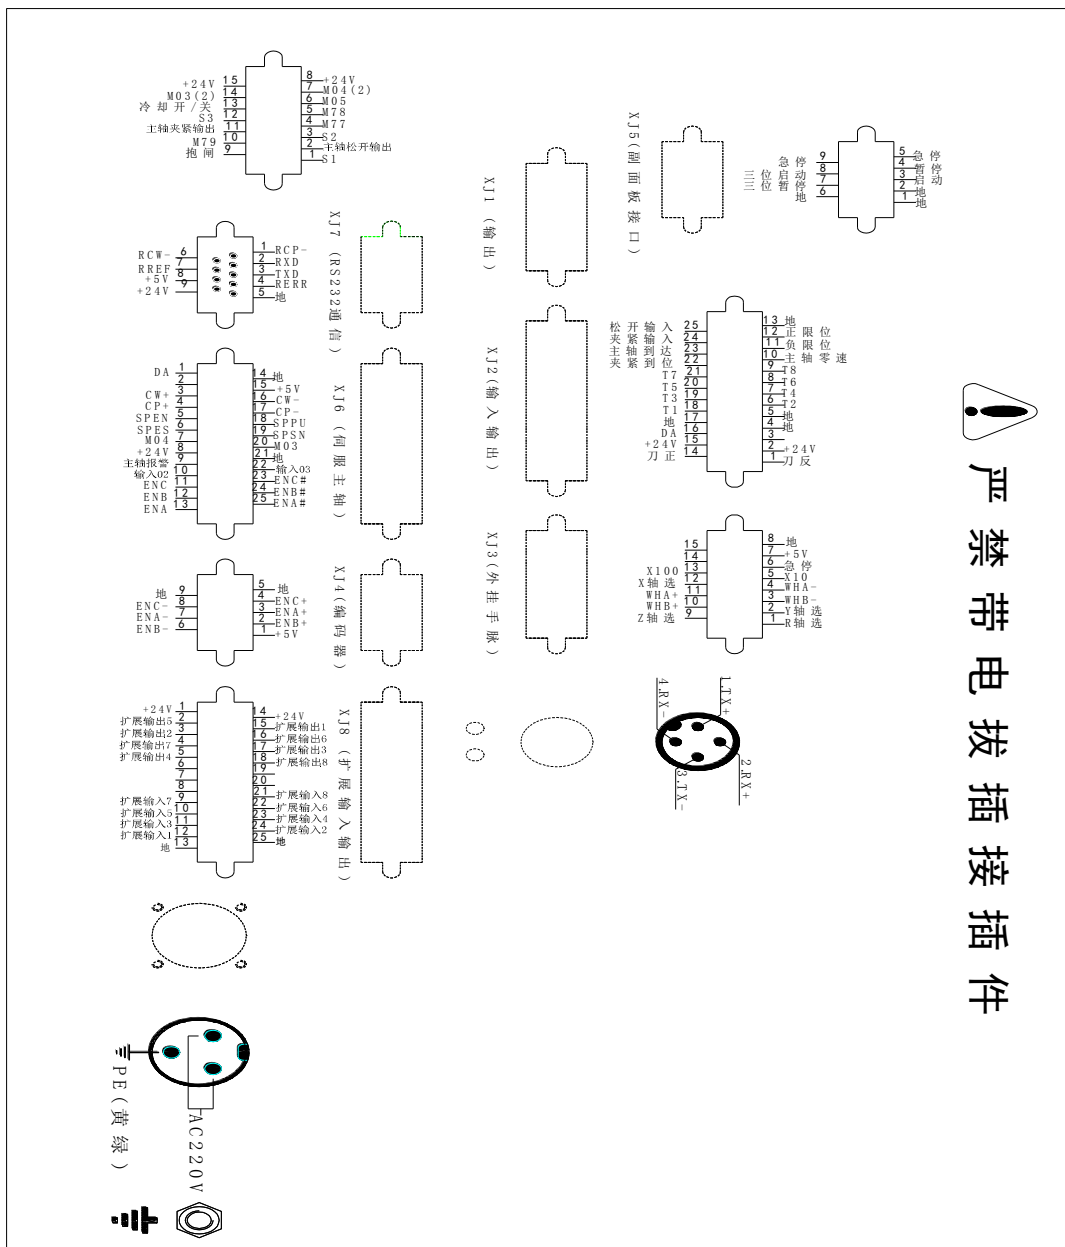 +24V 15
M03(2) 14
冷却开/关 13
S3 12
主轴夹紧输出 11
M79 10
抱闸 9
8 +24V
7 M04(2)
6 M05
5 M78
4 M77
3 S2
2 主轴松开输出
1 S1
XJ1 (输出)
XJ5(副面板接口)
急停 9
三位启动 8
三位暂停 7
地 6
5 急停
4 暂停
3 启动
2 地
1 地
RCW- 6
RREF 7
+5V 8
+24V 9
1 RCP-
2 RXD
3 TXD
4 RERR
5 地
XJ7 (RS232通信)
DA 1
2
CW+ 3
CP+ 4
SPEN 5
SPES 6
M04 7
+24V 8
主轴报警 9
输入02 10
ENC 11
ENB 12
ENA 13
14 地
15 +5V
16 CW-
17 CP-
18 SPPU
19 SPSN
20 M03
21 地
22 输入03
23 ENC#
24 ENB#
25 ENA#
XJ6 (伺服主轴)
XJ2(输入输出)
松开输入 25
夹紧输入 24
主轴到达 23
夹紧到位 22
T7 21
T5 20
T3 19
T1 18
地 17
DA 16
+24V 15
刀正 14
13 地
12 正限位
11 负限位
10 主轴零速
9 T8
8 T6
7 T4
6 T2
5 地
4 地
3
2 +24V
1 刀反
地 9
ENC- 8
ENA- 7
ENB- 6
5 地
4 ENC+
3 ENA+
2 ENB+
1 +5V
XJ4(编码器)
XJ3(外挂手脉)
15
14
X100 13
X轴选 12
WHA+ 11
WHB+ 10
Z轴选 9
8 地
7 +5V
6 急停
5 X10
4 WHA-
3 WHB-
2 Y轴选
1 R轴选
+24V 1
扩展输出5 2
扩展输出2 3
扩展输出7 4
扩展输出4 5
6
7
8
扩展输入7 9
扩展输入5 10
扩展输入3 11
扩展输入1 12
地 13
14 +24V
15 扩展输出1
16 扩展输出6
17 扩展输出3
18 扩展输出8
19
20
21 扩展输入8
22 扩展输入6
23 扩展输入4
24 扩展输入2
25 地
XJ8 (扩展输入输出)
4.RX-
1.TX+
3.TX-
2.RX+
PE(黄绿)
AC220V
严禁带电拔插接插件